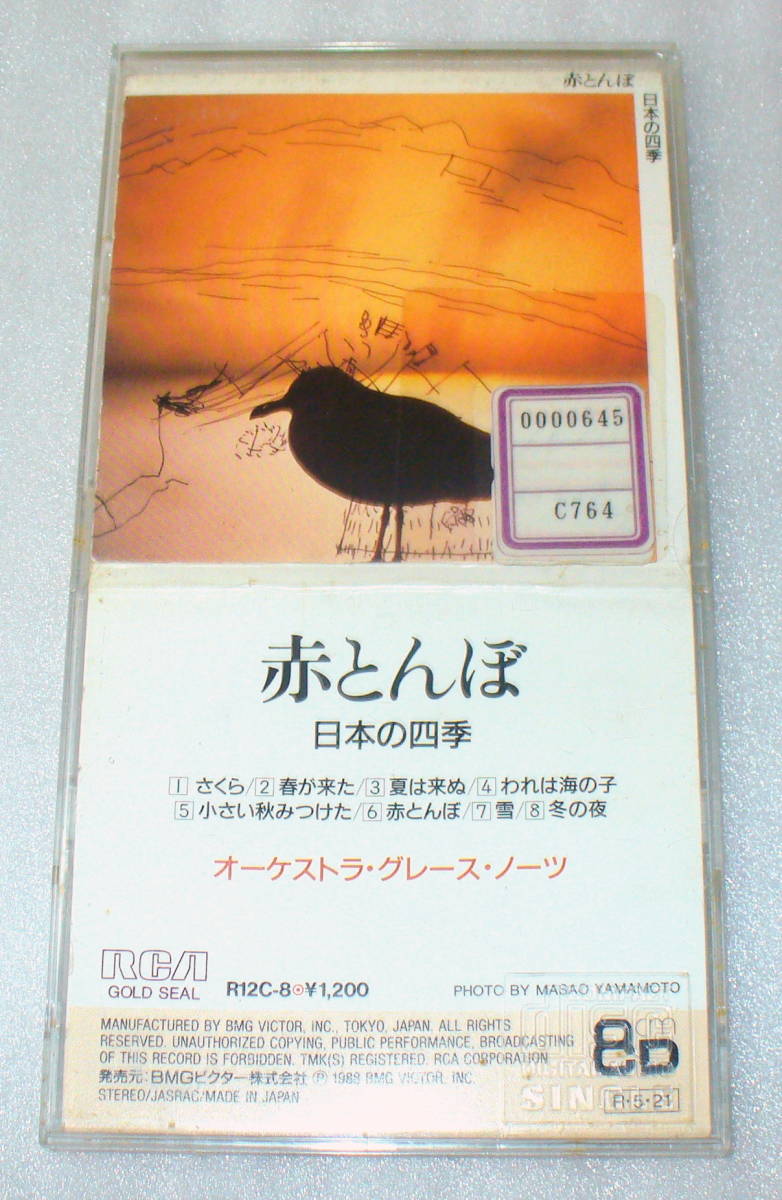 赤とんぼ
日本の四季
0000645
C764
赤とんぼ
日本の四季
1 さくら/2 春が来た/3 夏は来ぬ/4 われは海の子
5 小さい秋みつけた/6 赤とんぼ/7 雪/8 冬の夜
オーケストラ・グレース・ノーツ
RCA
GOLD SEAL
R12C-8 ¥1,200
PHOTO BY MASAO YAMAMOTO
MANUFACTURED BY BMG VICTOR, INC., TOKYO, JAPAN. ALL RIGHTS
RESERVED. UNAUTHORIZED COPYING, PUBLIC PERFORMANCE, BROADCASTING
OF THIS RECORD IS FORBIDDEN. TMK(S) REGISTERED. RCA CORPORATION
発売元: BMGビクター株式会社 Ⓟ 1988 BMG VICTOR, INC.
STEREO/JASRAC/MADE IN JAPAN
DIGITAL AUDIO
SINGLE
R・5・21